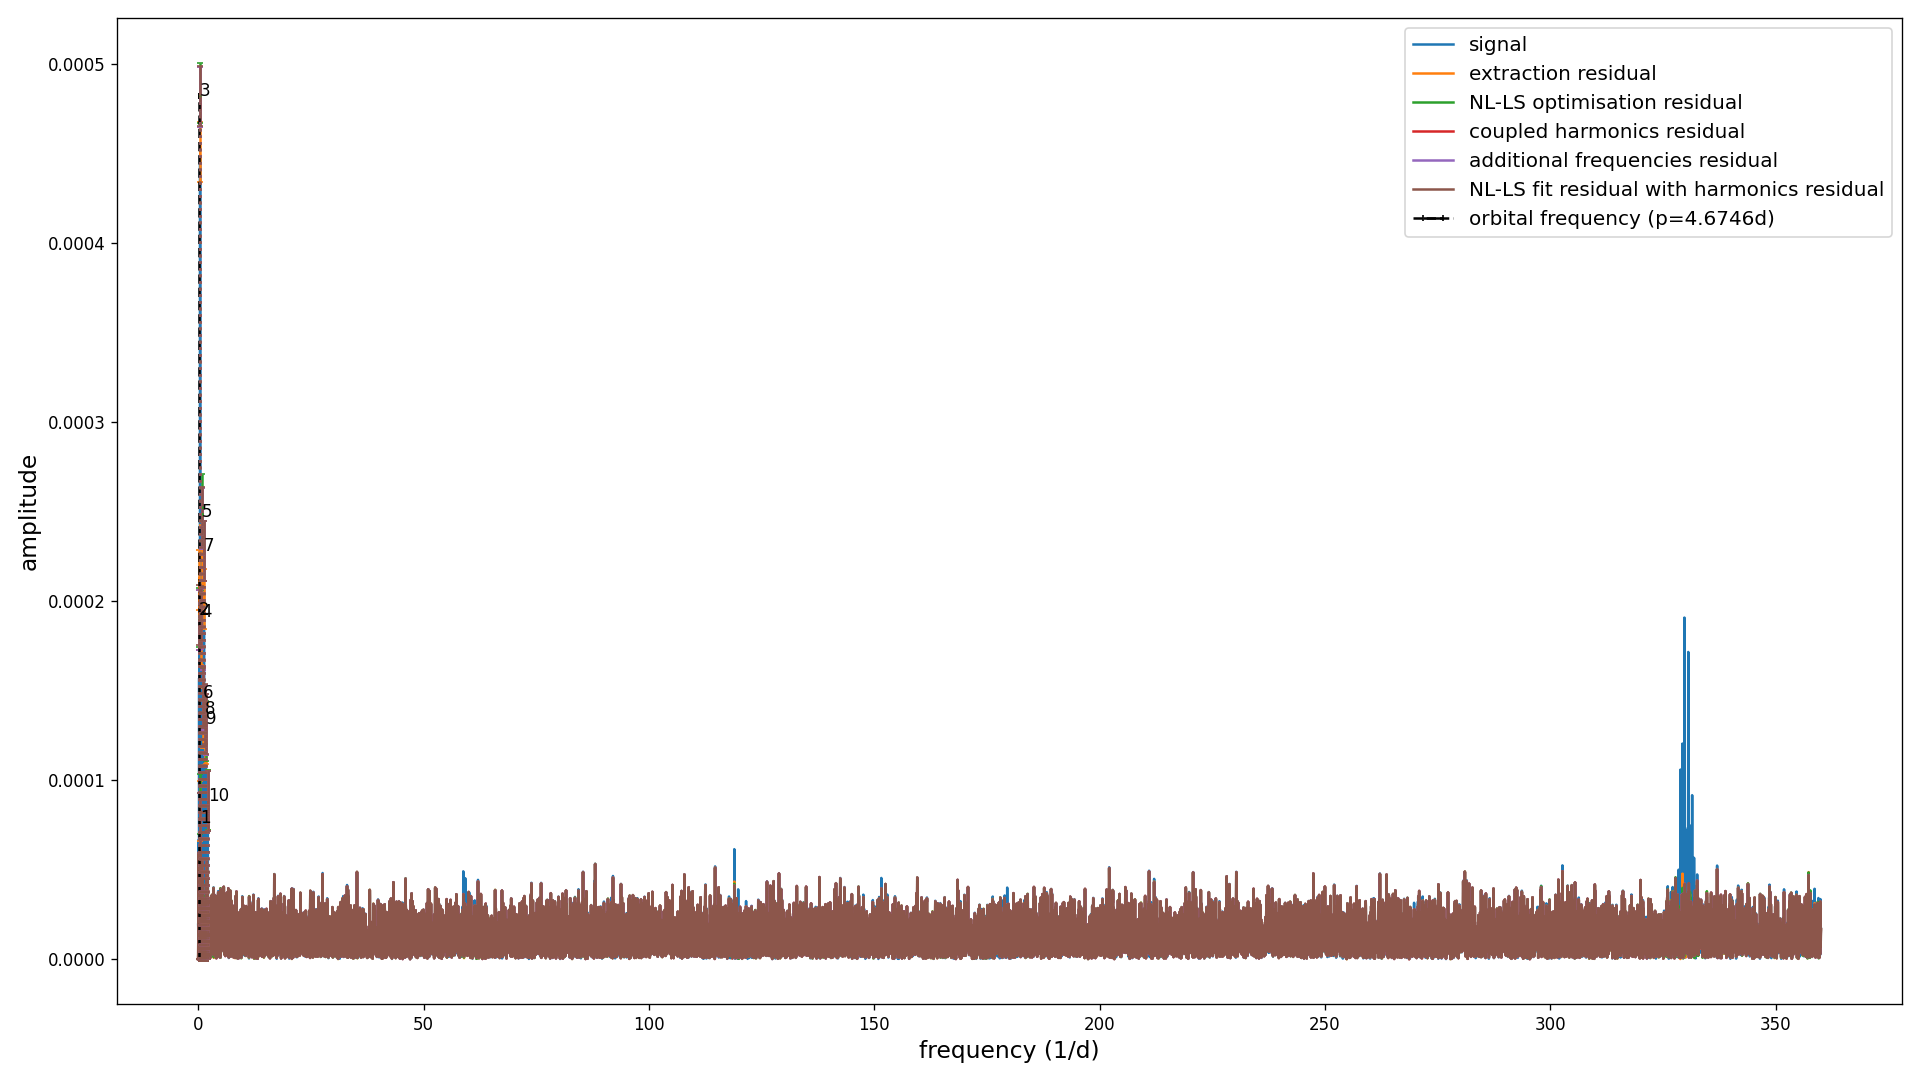 0.0005
0.0004
0.0003
0.0002
0.0001
0.0000
amplitude
3
5
7
2
4
6
8
9
10
1
signal
extraction residual
NL-LS optimisation residual
coupled harmonics residual
additional frequencies residual
NL-LS fit residual with harmonics residual
orbital frequency (p=4.6746d)
0 50 100 150 200 250 300 350
frequency (1/d)